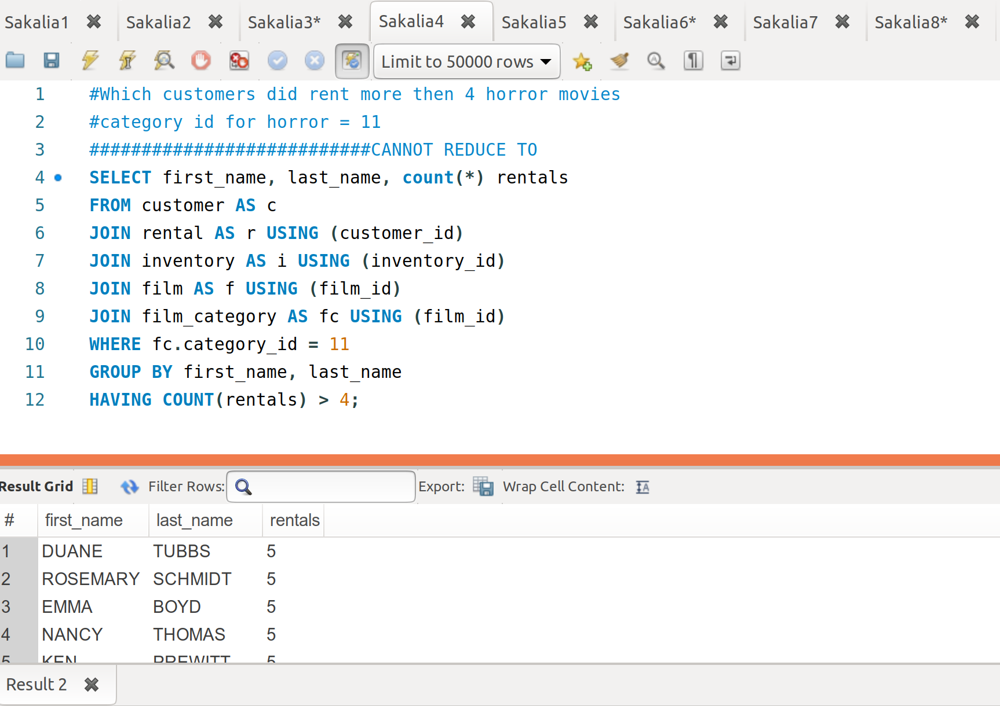 Sakalia1 Sakalia2 Sakalia3* Sakalia4 Sakalia5 Sakalia6* Sakalia7 Sakalia8*
Limit to 50000 rows
1 #Which customers did rent more then 4 horror movies
2 #category id for horror = 11
3 ###########################CANNOT REDUCE TO
4 SELECT first_name, last_name, count(*) rentals
5 FROM customer AS c
6 JOIN rental AS r USING (customer_id)
7 JOIN inventory AS i USING (inventory_id)
8 JOIN film AS f USING (film_id)
9 JOIN film_category AS fc USING (film_id)
10 WHERE fc.category_id = 11
11 GROUP BY first_name, last_name
12 HAVING COUNT(rentals) > 4;
Result Grid Filter Rows: Export: Wrap Cell Content:
# first_name last_name rentals
1 DUANE TUBBS 5
2 ROSEMARY SCHMIDT 5
3 EMMA BOYD 5
4 NANCY THOMAS 5
5 KEN PREWITT 5
Result 2